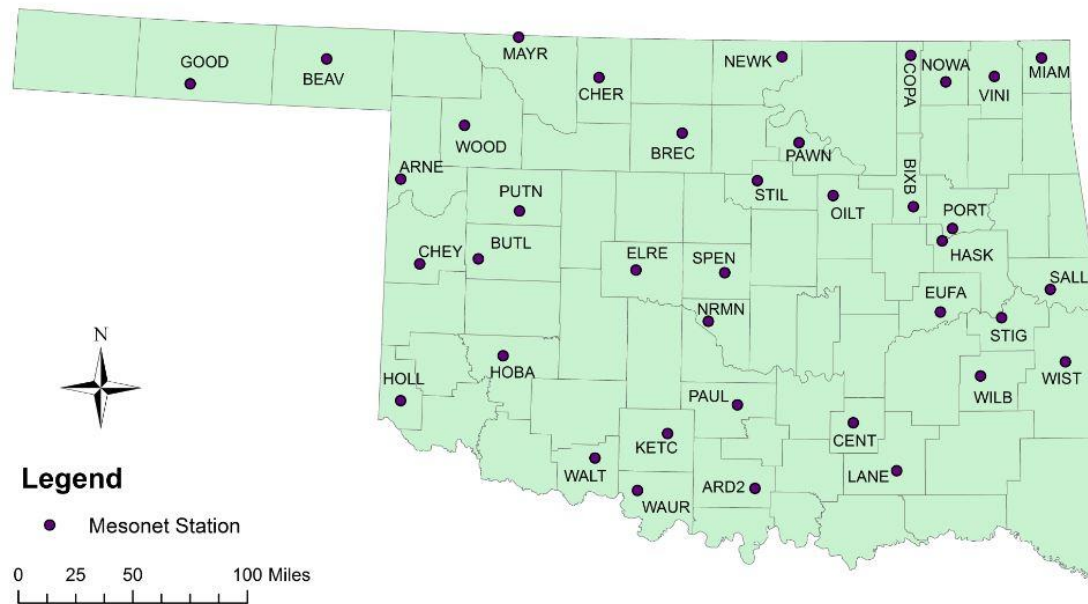 MAYR
GOOD
BEAV
CHER
NEWK
COPA
NOWA
VINI
MIAM
WOOD
BREC
PAWN
ARNE
PUTN
STIL
OILT
BIXB
PORT
CHEY
BUTL
ELRE
SPEN
HASK
SALL
EUFA
NRMN
STIG
N
HOBA
HOLL
PAUL
WILB
WIST
KETC
CENT
WALT
WAUR
ARD2
LANE
Legend
Mesonet Station
0 25 50 100 Miles